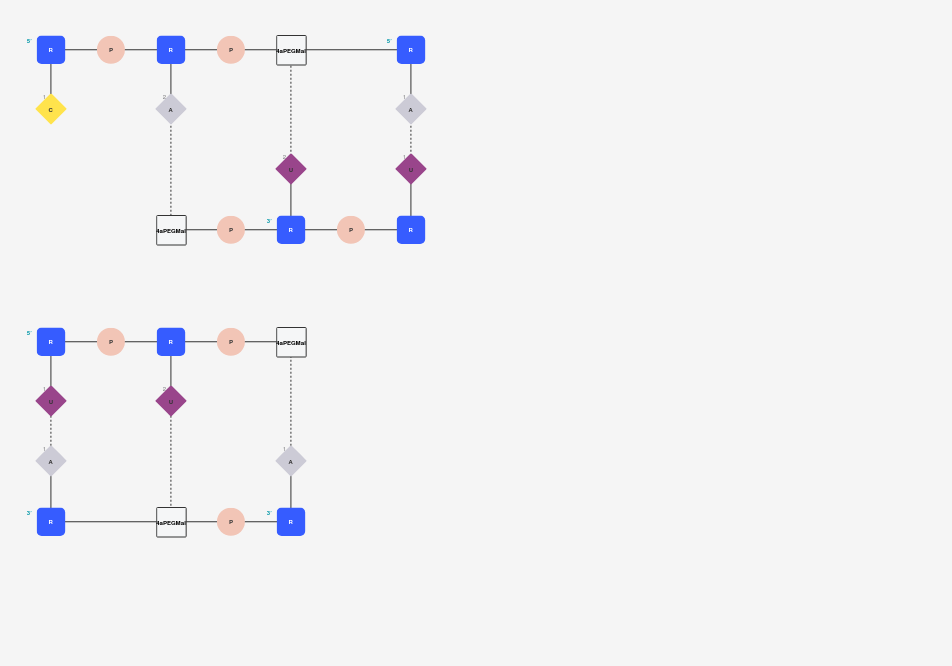 5' R P R P 4aPEGMal 5' R
1 C 2 A 1 A
2 U 1 U
4aPEGMal P 3' R P R
5' R P R P 4aPEGMal
1 U 2 U
1 A 1 A
3' R 4aPEGMal P 3' R